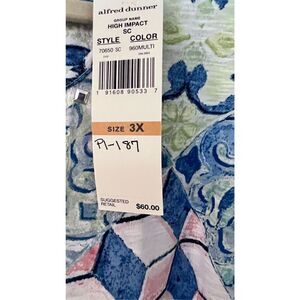 alfred dunner
GROUP NAME
HIGH IMPACT
SC
STYLE COLOR
70650 SC 960MULTI
1 91608 90533 7
SIZE 3X
P1-187
SUGGESTED
RETAIL $60.00